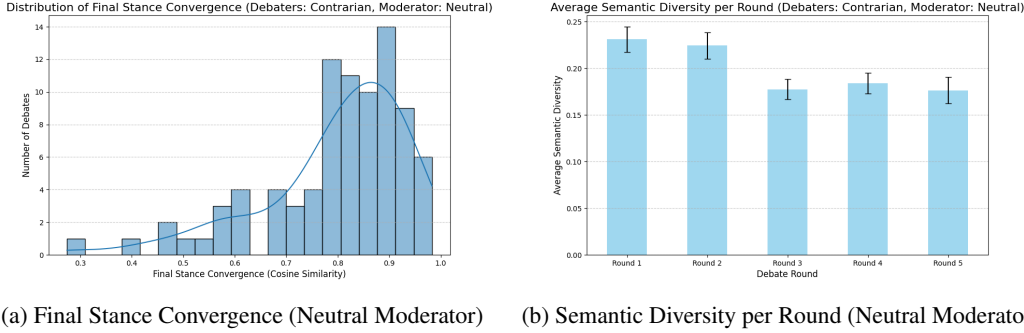 Distribution of Final Stance Convergence (Debaters: Contrarian, Moderator: Neutral)
14
12
10
8
6
4
2
0
Number of Debates
0.3 0.4 0.5 0.6 0.7 0.8 0.9 1.0
Final Stance Convergence (Cosine Similarity)
(a) Final Stance Convergence (Neutral Moderator)
Average Semantic Diversity per Round (Debaters: Contrarian, Moderator: Neutral)
0.25
0.20
0.15
0.10
0.05
0.00
Average Semantic Diversity
Round 1 Round 2 Round 3 Round 4 Round 5
Debate Round
(b) Semantic Diversity per Round (Neutral Moderato